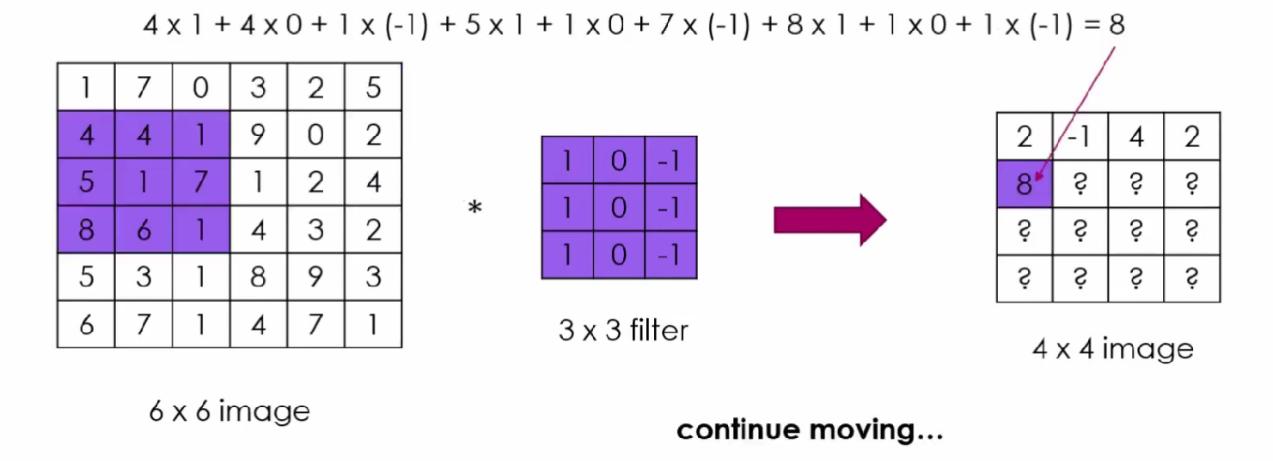 4 x 1 + 4 x 0 + 1 x (-1) + 5 x 1 + 1 x 0 + 7 x (-1) + 8 x 1 + 1 x 0 + 1 x (-1) = 8
1 7 0 3 2 5
4 4 1 9 0 2
5 1 7 1 2 4
8 6 1 4 3 2
5 3 1 8 9 3
6 7 1 4 7 1
6 x 6 image
*
1 0 -1
1 0 -1
1 0 -1
3 x 3 filter
2 -1 4 2
8 ? ? ?
? ? ? ?
? ? ? ?
4 x 4 image
continue moving...